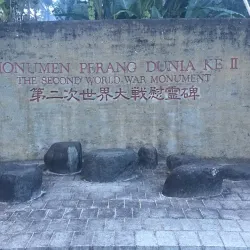 MONUMEN PERANG DUNIA KE II
THE SECOND WORLD WAR MONUMENT
第二次世界大戦慰霊碑